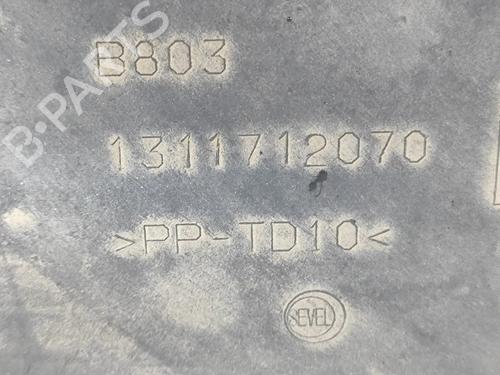 B-PARTS
B803
1311712070
>PP-TD10<
SEVEL